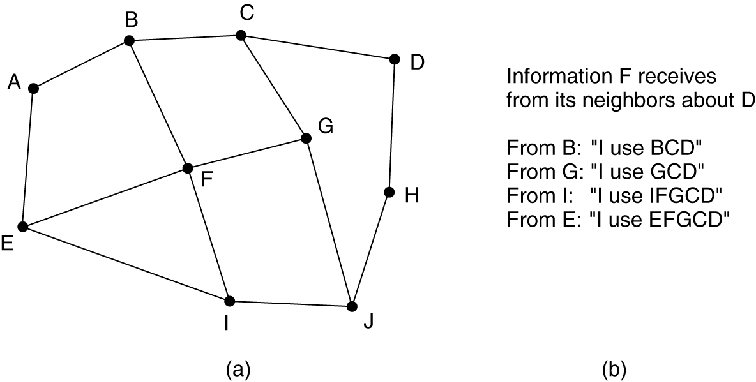 B
C
A
D
G
F
H
E
I
J
(a)
Information F receives
from its neighbors about D
From B: "I use BCD"
From G: "I use GCD"
From I: "I use IFGCD"
From E: "I use EFGCD"
(b)